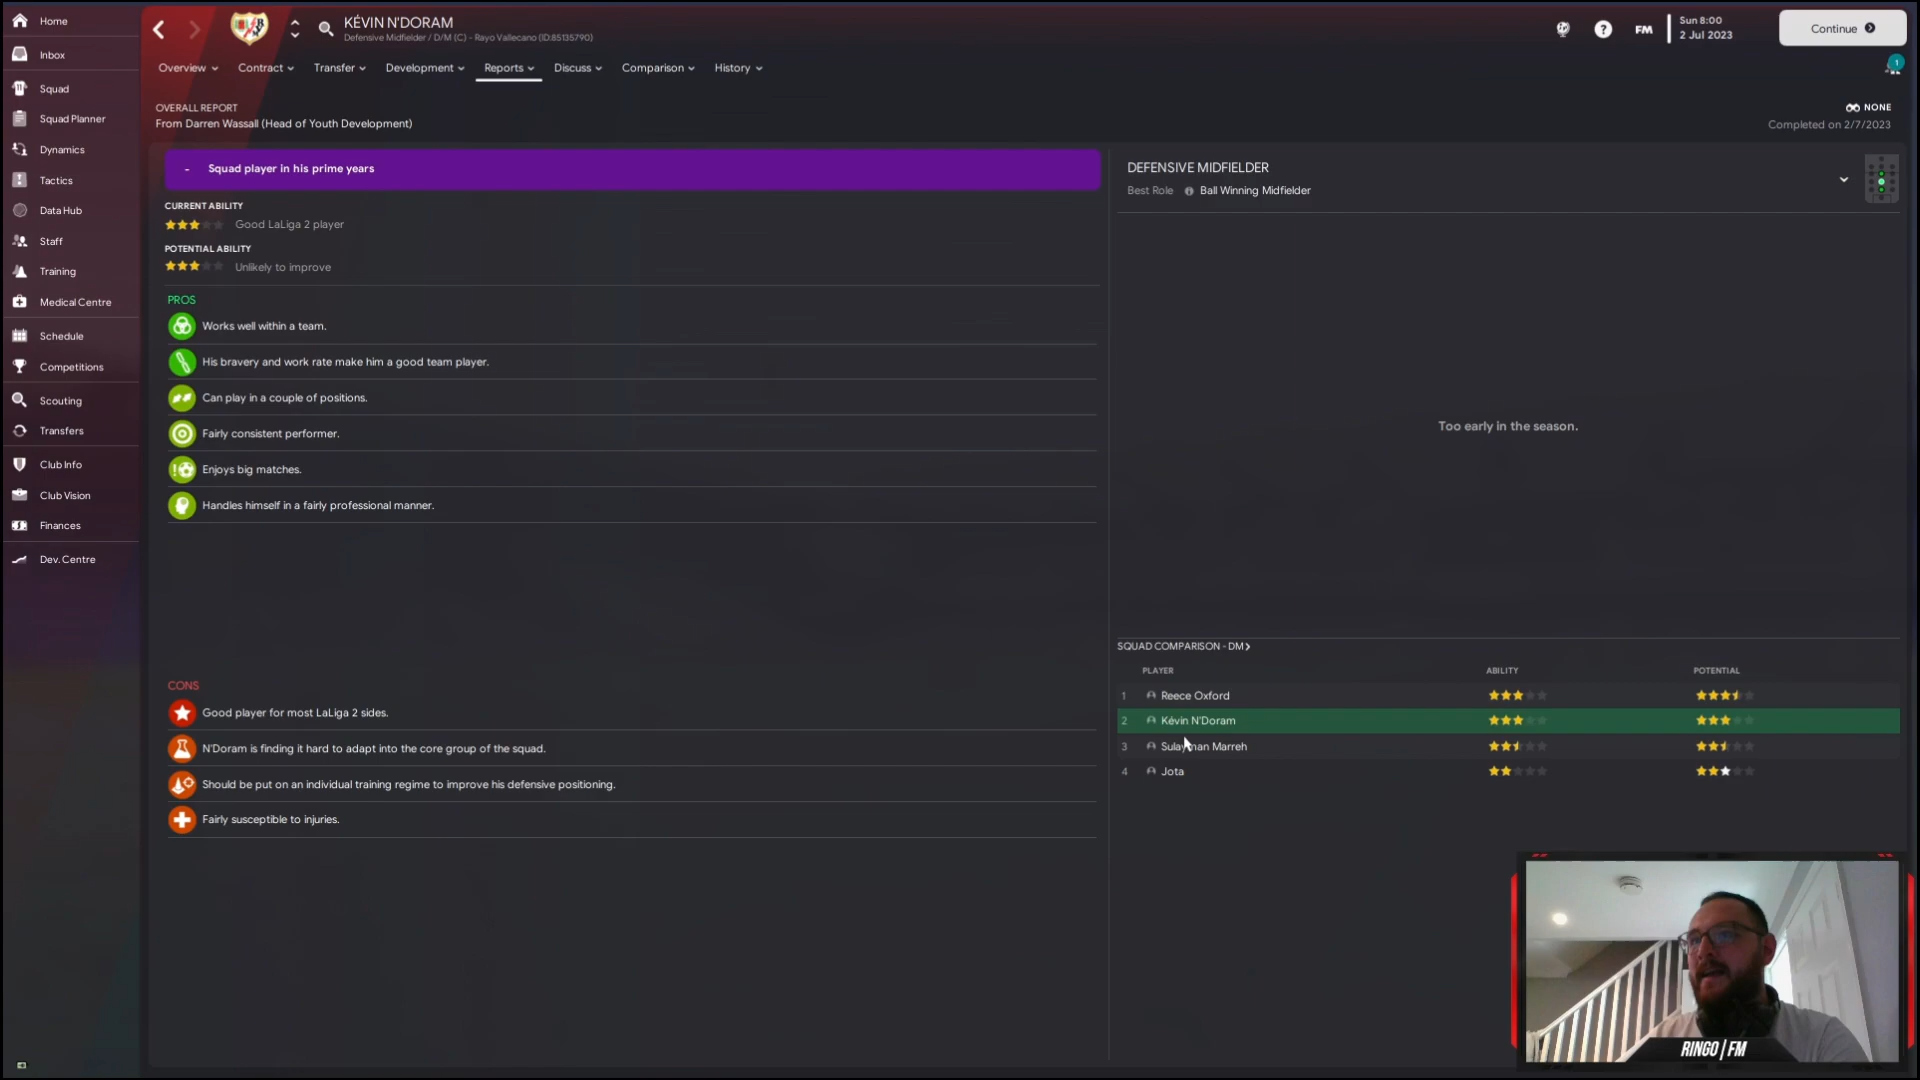 Home
Inbox
Squad
Squad Planner
Dynamics
Tactics
Data Hub
Staff
Training
Medical Centre
Schedule
Competitions
Scouting
Transfers
Club Info
Club Vision
Finances
Dev. Centre
KÉVIN N'DORAM
Defensive Midfielder / D/M (C) - Rayo Vallecano (ID:85135790)
FM
Sun 8:00
2 Jul 2023
Continue
Overview
Contract
Transfer
Development
Reports
Discuss
Comparison
History
1
OVERALL REPORT
From Darren Wassall (Head of Youth Development)
NONE
Completed on 2/7/2023
- Squad player in his prime years
CURRENT ABILITY
Good LaLiga 2 player
POTENTIAL ABILITY
Unlikely to improve
PROS
Works well within a team.
His bravery and work rate make him a good team player.
Can play in a couple of positions.
Fairly consistent performer.
Enjoys big matches.
Handles himself in a fairly professional manner.
CONS
Good player for most LaLiga 2 sides.
N'Doram is finding it hard to adapt into the core group of the squad.
Should be put on an individual training regime to improve his defensive positioning.
Fairly susceptible to injuries.
DEFENSIVE MIDFIELDER
Best Role Ball Winning Midfielder
Too early in the season.
SQUAD COMPARISON - DM
PLAYER ABILITY POTENTIAL
1 Reece Oxford
2 Kévin N'Doram
3 Marreh
4 Jota
RINGO|FM